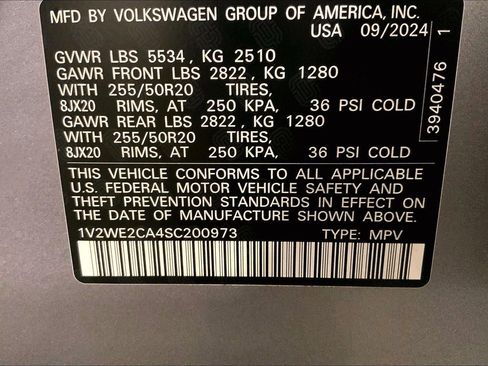 MFD BY VOLKSWAGEN GROUP OF AMERICA, INC.
USA 09/2024
GVWR LBS 5534 , KG 2510
GAWR FRONT LBS 2822 , KG 1280
WITH 255/50R20 TIRES,
8JX20 RIMS, AT 250 KPA, 36 PSI COLD
GAWR REAR LBS 2822 , KG 1280
WITH 255/50R20 TIRES,
8JX20 RIMS, AT 250 KPA, 36 PSI COLD
THIS VEHICLE CONFORMS TO ALL APPLICABLE
U.S. FEDERAL MOTOR VEHICLE SAFETY AND
THEFT PREVENTION STANDARDS IN EFFECT ON
THE DATE OF MANUFACTURE SHOWN ABOVE.
1V2WE2CA4SC200973 TYPE: MPV
3940476 1